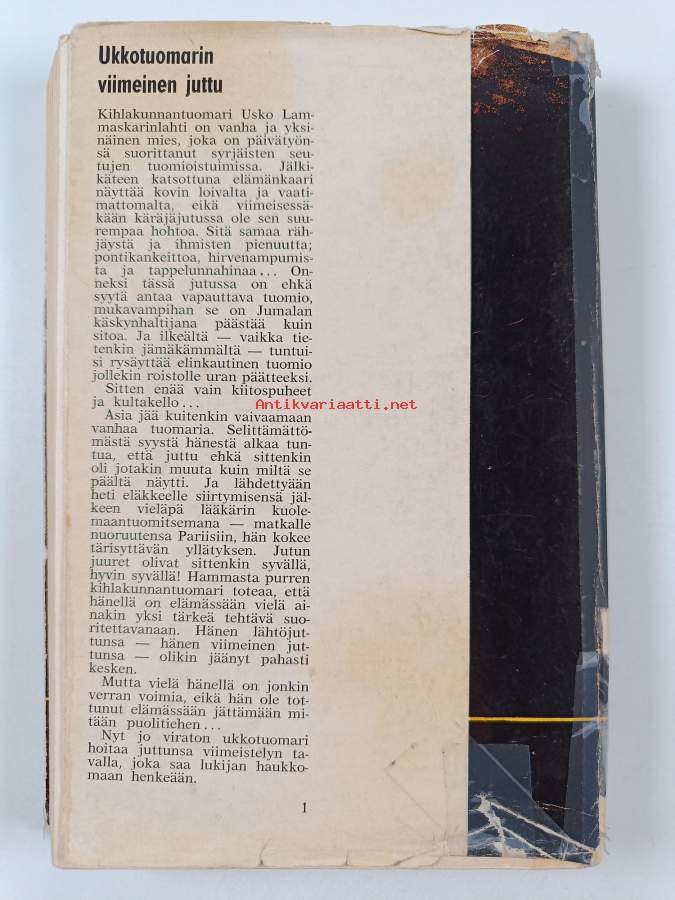 Ukkotuomarin
viimeinen juttu
Kihlakunnantuomari Usko Lam-
maskarinlahti on vanha ja yksi-
näinen mies, joka on päivätyön-
sä suorittanut syrjäisten seu-
tujen tuomioistuimissa. Jälki-
käteen katsottuna elämänkaari
näyttää kovin loivalta ja vaati-
mattomalta, eikä viimeisessä-
kään käräjäjutussa ole sen suu-
rempaa hohtoa. Sitä samaa räh-
jäystä ja ihmisten pienuutta;
pontikankeittoa, hirvenampumis-
ta ja tappelunnahinaa... On-
neksi tässä jutussa on ehkä
syytä antaa vapauttava tuomio,
mukavampihan se on Jumalan
käskynhaltijana päästää kuin
sitoa. Ja ilkeältä — vaikka tie-
tenkin jämäkämmältä — tuntui-
si rysäyttää elinkautinen tuomio
jollekin roistolle uran päätteeksi.
Sitten enää vain kiitospuheet
ja kultakello...
Antikvariaatti.net
Asia jää kuitenkin vaivaamaan
vanhaa tuomaria. Selittämättö-
mästä syystä hänestä alkaa tun-
tua, että juttu ehkä sittenkin
oli jotakin muuta kuin miltä se
päältä näytti. Ja lähdettyään
heti eläkkeelle siirtymisensä jäl-
keen vieläpä lääkärin kuole-
maantuomitsemana — matkalle
nuoruutensa Pariisiin, hän kokee
tärisyttävän yllätyksen. Jutun
juuret olivat sittenkin syvällä,
hyvin syvällä! Hammasta purren
kihlakunnantuomari toteaa, että
hänellä on elämässään vielä ai-
nakin yksi tärkeä tehtävä suo-
ritettavanaan. Hänen lähtöjut-
tunsa — hänen viimeinen jut-
tunsa — olikin jäänyt pahasti
kesken.
Mutta vielä hänellä on jonkin
verran voimia, eikä hän ole tot-
tunut elämässään jättämään mi-
tään puolitiehen...
Nyt jo viraton ukkotuomari
hoitaa juttunsa viimeistelyn ta-
valla, joka saa lukijan haukko-
maan henkeään.
1